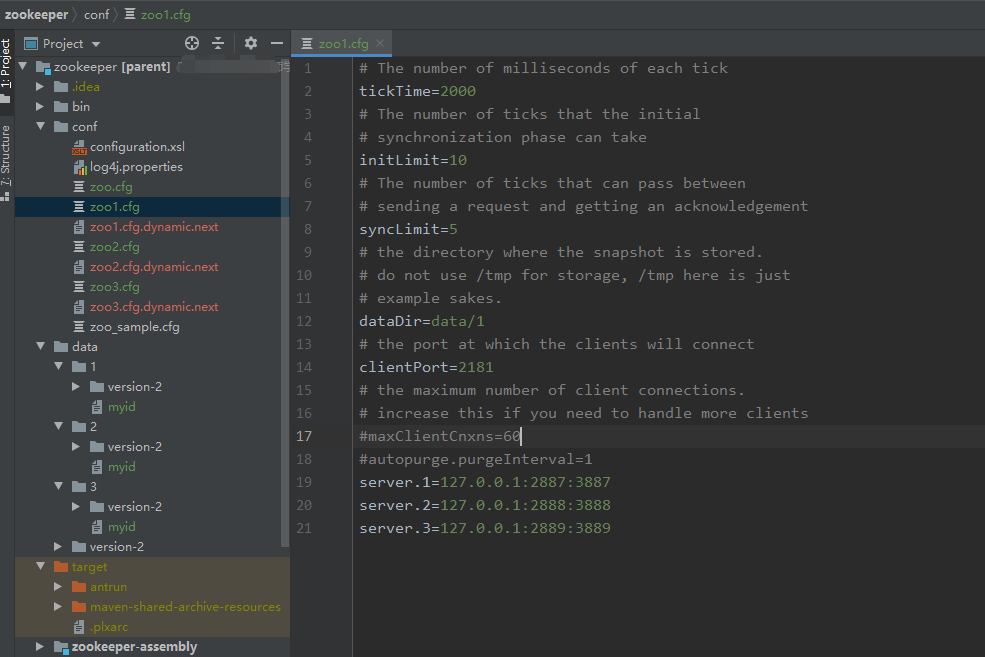 zookeeper conf zoo1.cfg
1: Project
7: Structure
Project
zookeeper [parent]
.idea
bin
conf
configuration.xsl
log4j.properties
zoo.cfg
zoo1.cfg
zoo1.cfg.dynamic.next
zoo2.cfg
zoo2.cfg.dynamic.next
zoo3.cfg
zoo3.cfg.dynamic.next
zoo_sample.cfg
data
1
version-2
myid
2
version-2
myid
3
version-2
myid
version-2
target
antrun
maven-shared-archive-resources
.plxarc
zookeeper-assembly
zoo1.cfg
1 # The number of milliseconds of each tick
2 tickTime=2000
3 # The number of ticks that the initial
4 # synchronization phase can take
5 initLimit=10
6 # The number of ticks that can pass between
7 # sending a request and getting an acknowledgement
8 syncLimit=5
9 # the directory where the snapshot is stored.
10 # do not use /tmp for storage, /tmp here is just
11 # example sakes.
12 dataDir=data/1
13 # the port at which the clients will connect
14 clientPort=2181
15 # the maximum number of client connections.
16 # increase this if you need to handle more clients
17 #maxClientCnxns=60
18 #autopurge.purgeInterval=1
19 server.1=127.0.0.1:2887:3887
20 server.2=127.0.0.1:2888:3888
21 server.3=127.0.0.1:2889:3889